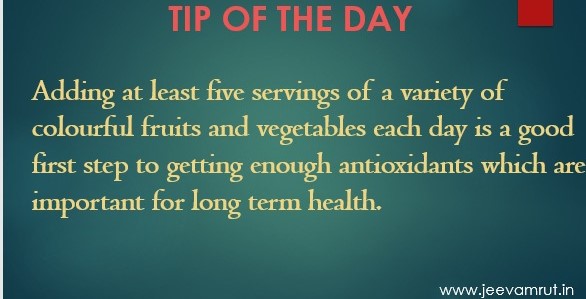 TIP OF THE DAY
Adding at least five servings of a variety of
colourful fruits and vegetables each day is a good
first step to getting enough antioxidants which are
important for long term health.
www.jeevamrut.in